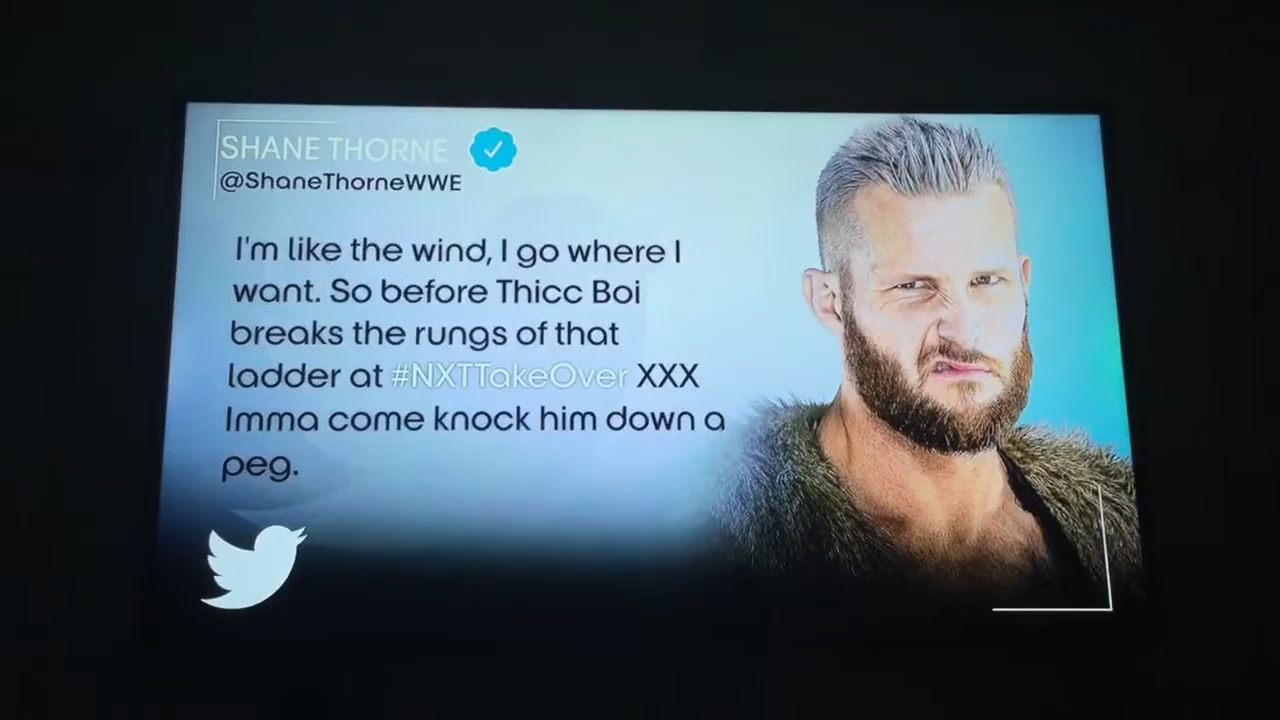 SHANE THORNE
@ShaneThorneWWE
I'm like the wind, I go where I
want. So before Thicc Boi
breaks the rungs of that
ladder at #NXTTakeOver XXX
Imma come knock him down a
peg.